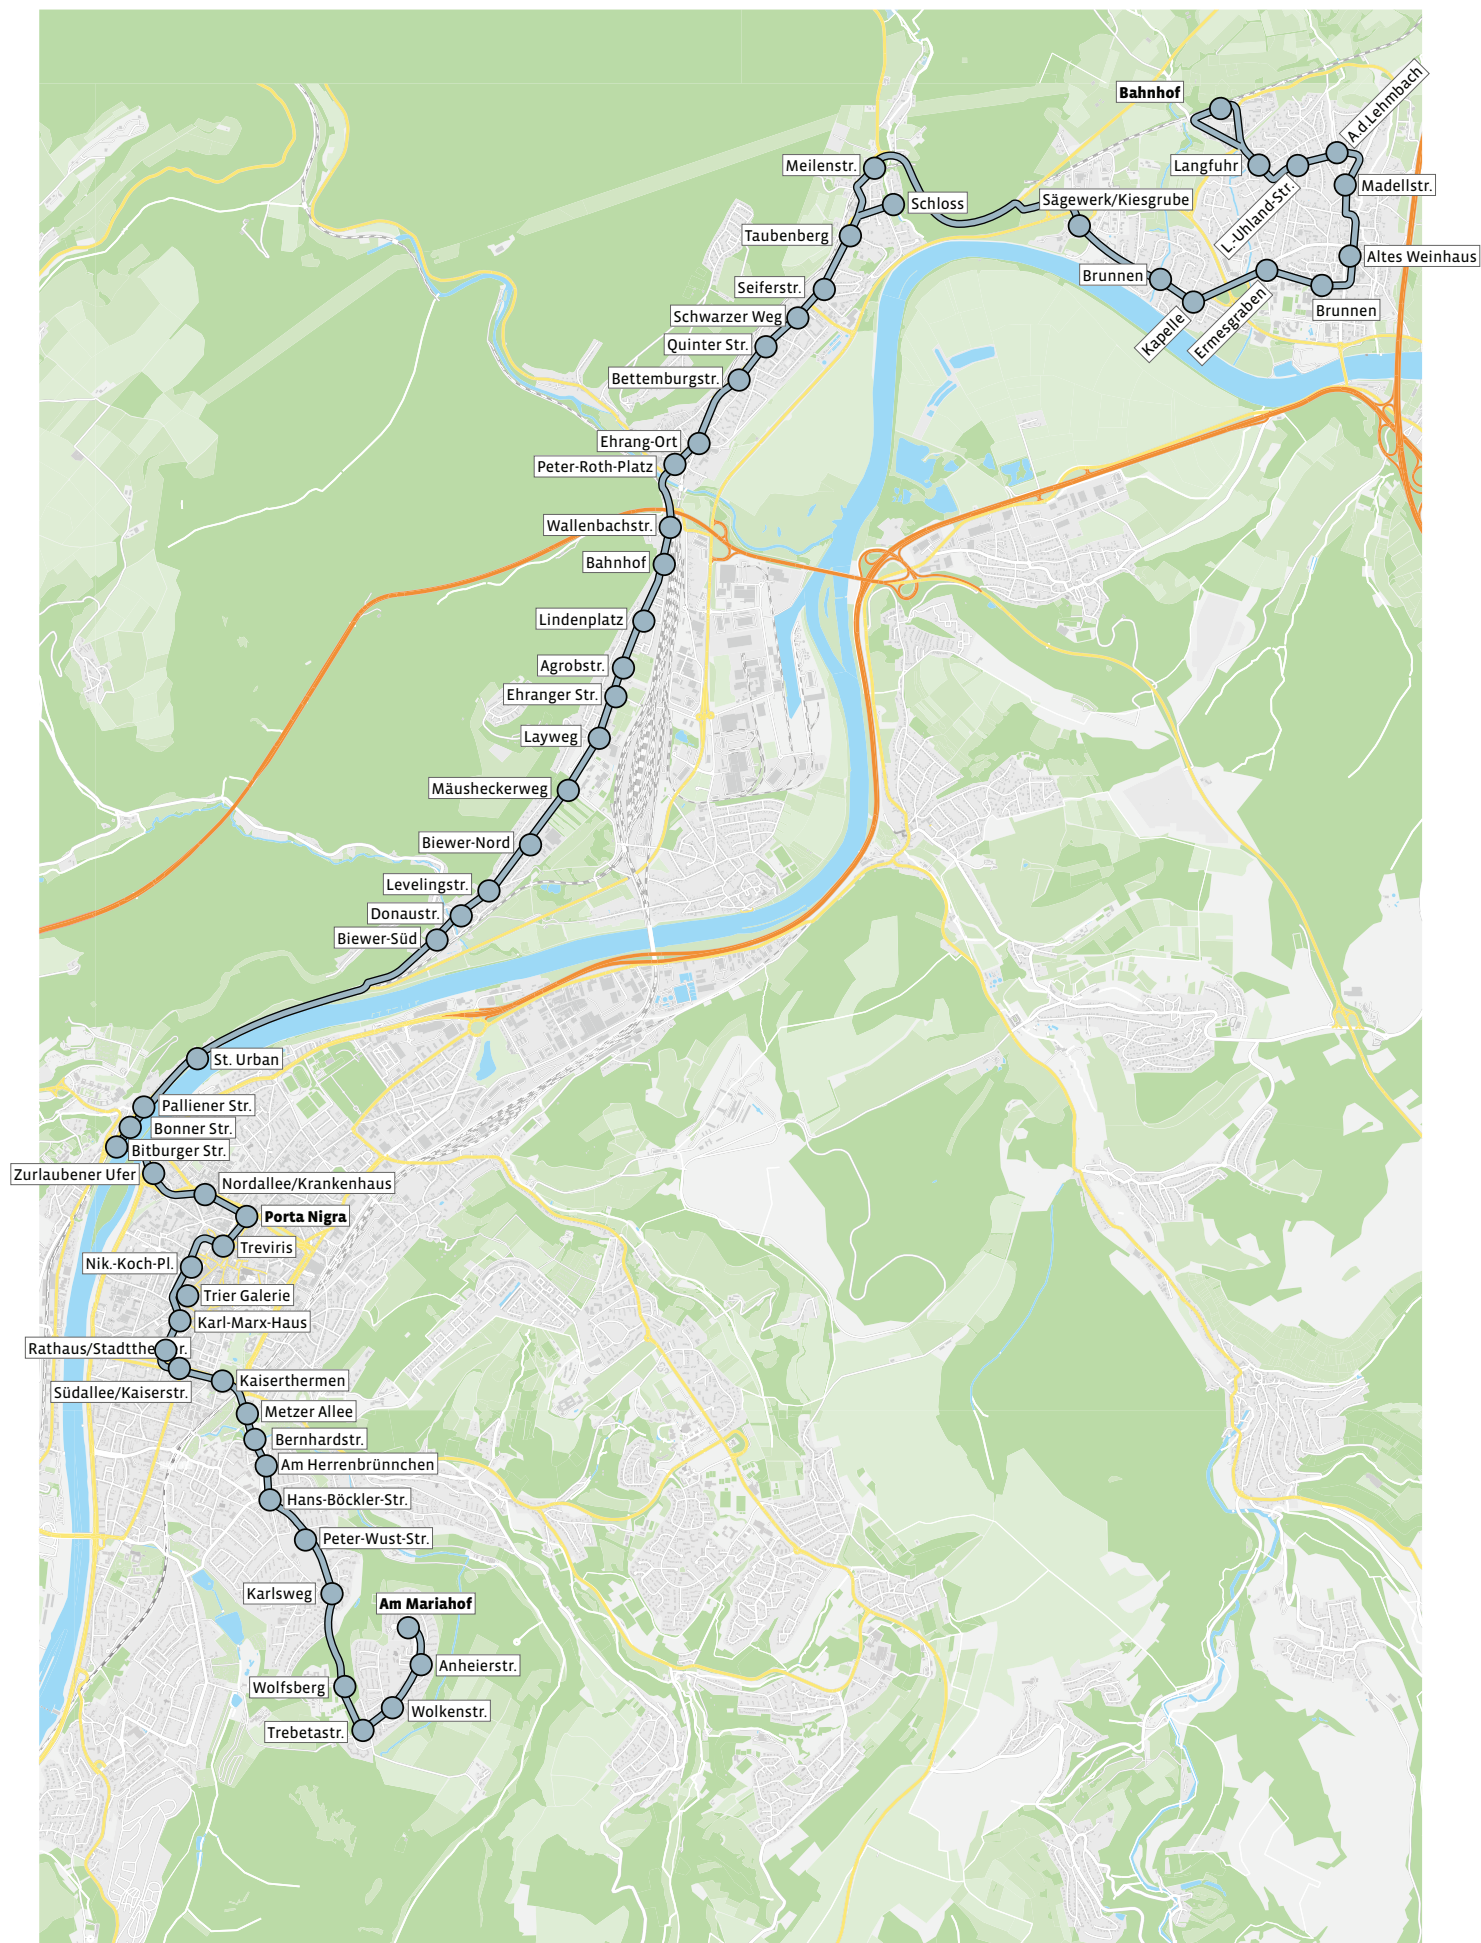 Bahnhof
A.d.Lehmbach
Meilenstr.
Langfuhr
L.-Uhland-Str.
Madellstr.
Schloss
Sägewerk/Kiesgrube
Taubenberg
Altes Weinhaus
Brunnen
Seiferstr.
Kapelle
Ermesgraben
Brunnen
Schwarzer Weg
Quinter Str.
Bettemburgstr.
Ehrang-Ort
Peter-Roth-Platz
Wallenbachstr.
Bahnhof
Lindenplatz
Agrobstr.
Ehranger Str.
Layweg
Mäusheckerweg
Biewer-Nord
Levelingstr.
Donaustr.
Biewer-Süd
St. Urban
Palliener Str.
Bonner Str.
Bitburger Str.
Zurlaubener Ufer
Nordallee/Krankenhaus
Porta Nigra
Treviris
Nik.-Koch-Pl.
Trier Galerie
Karl-Marx-Haus
Rathaus/Stadtthe r.
Kaiserthermen
Südallee/Kaiserstr.
Metzer Allee
Bernhardstr.
Am Herrenbrünnchen
Hans-Böckler-Str.
Peter-Wust-Str.
Karlsweg
Am Mariahof
Anheierstr.
Wolfsberg
Wolkenstr.
Trebetastr.